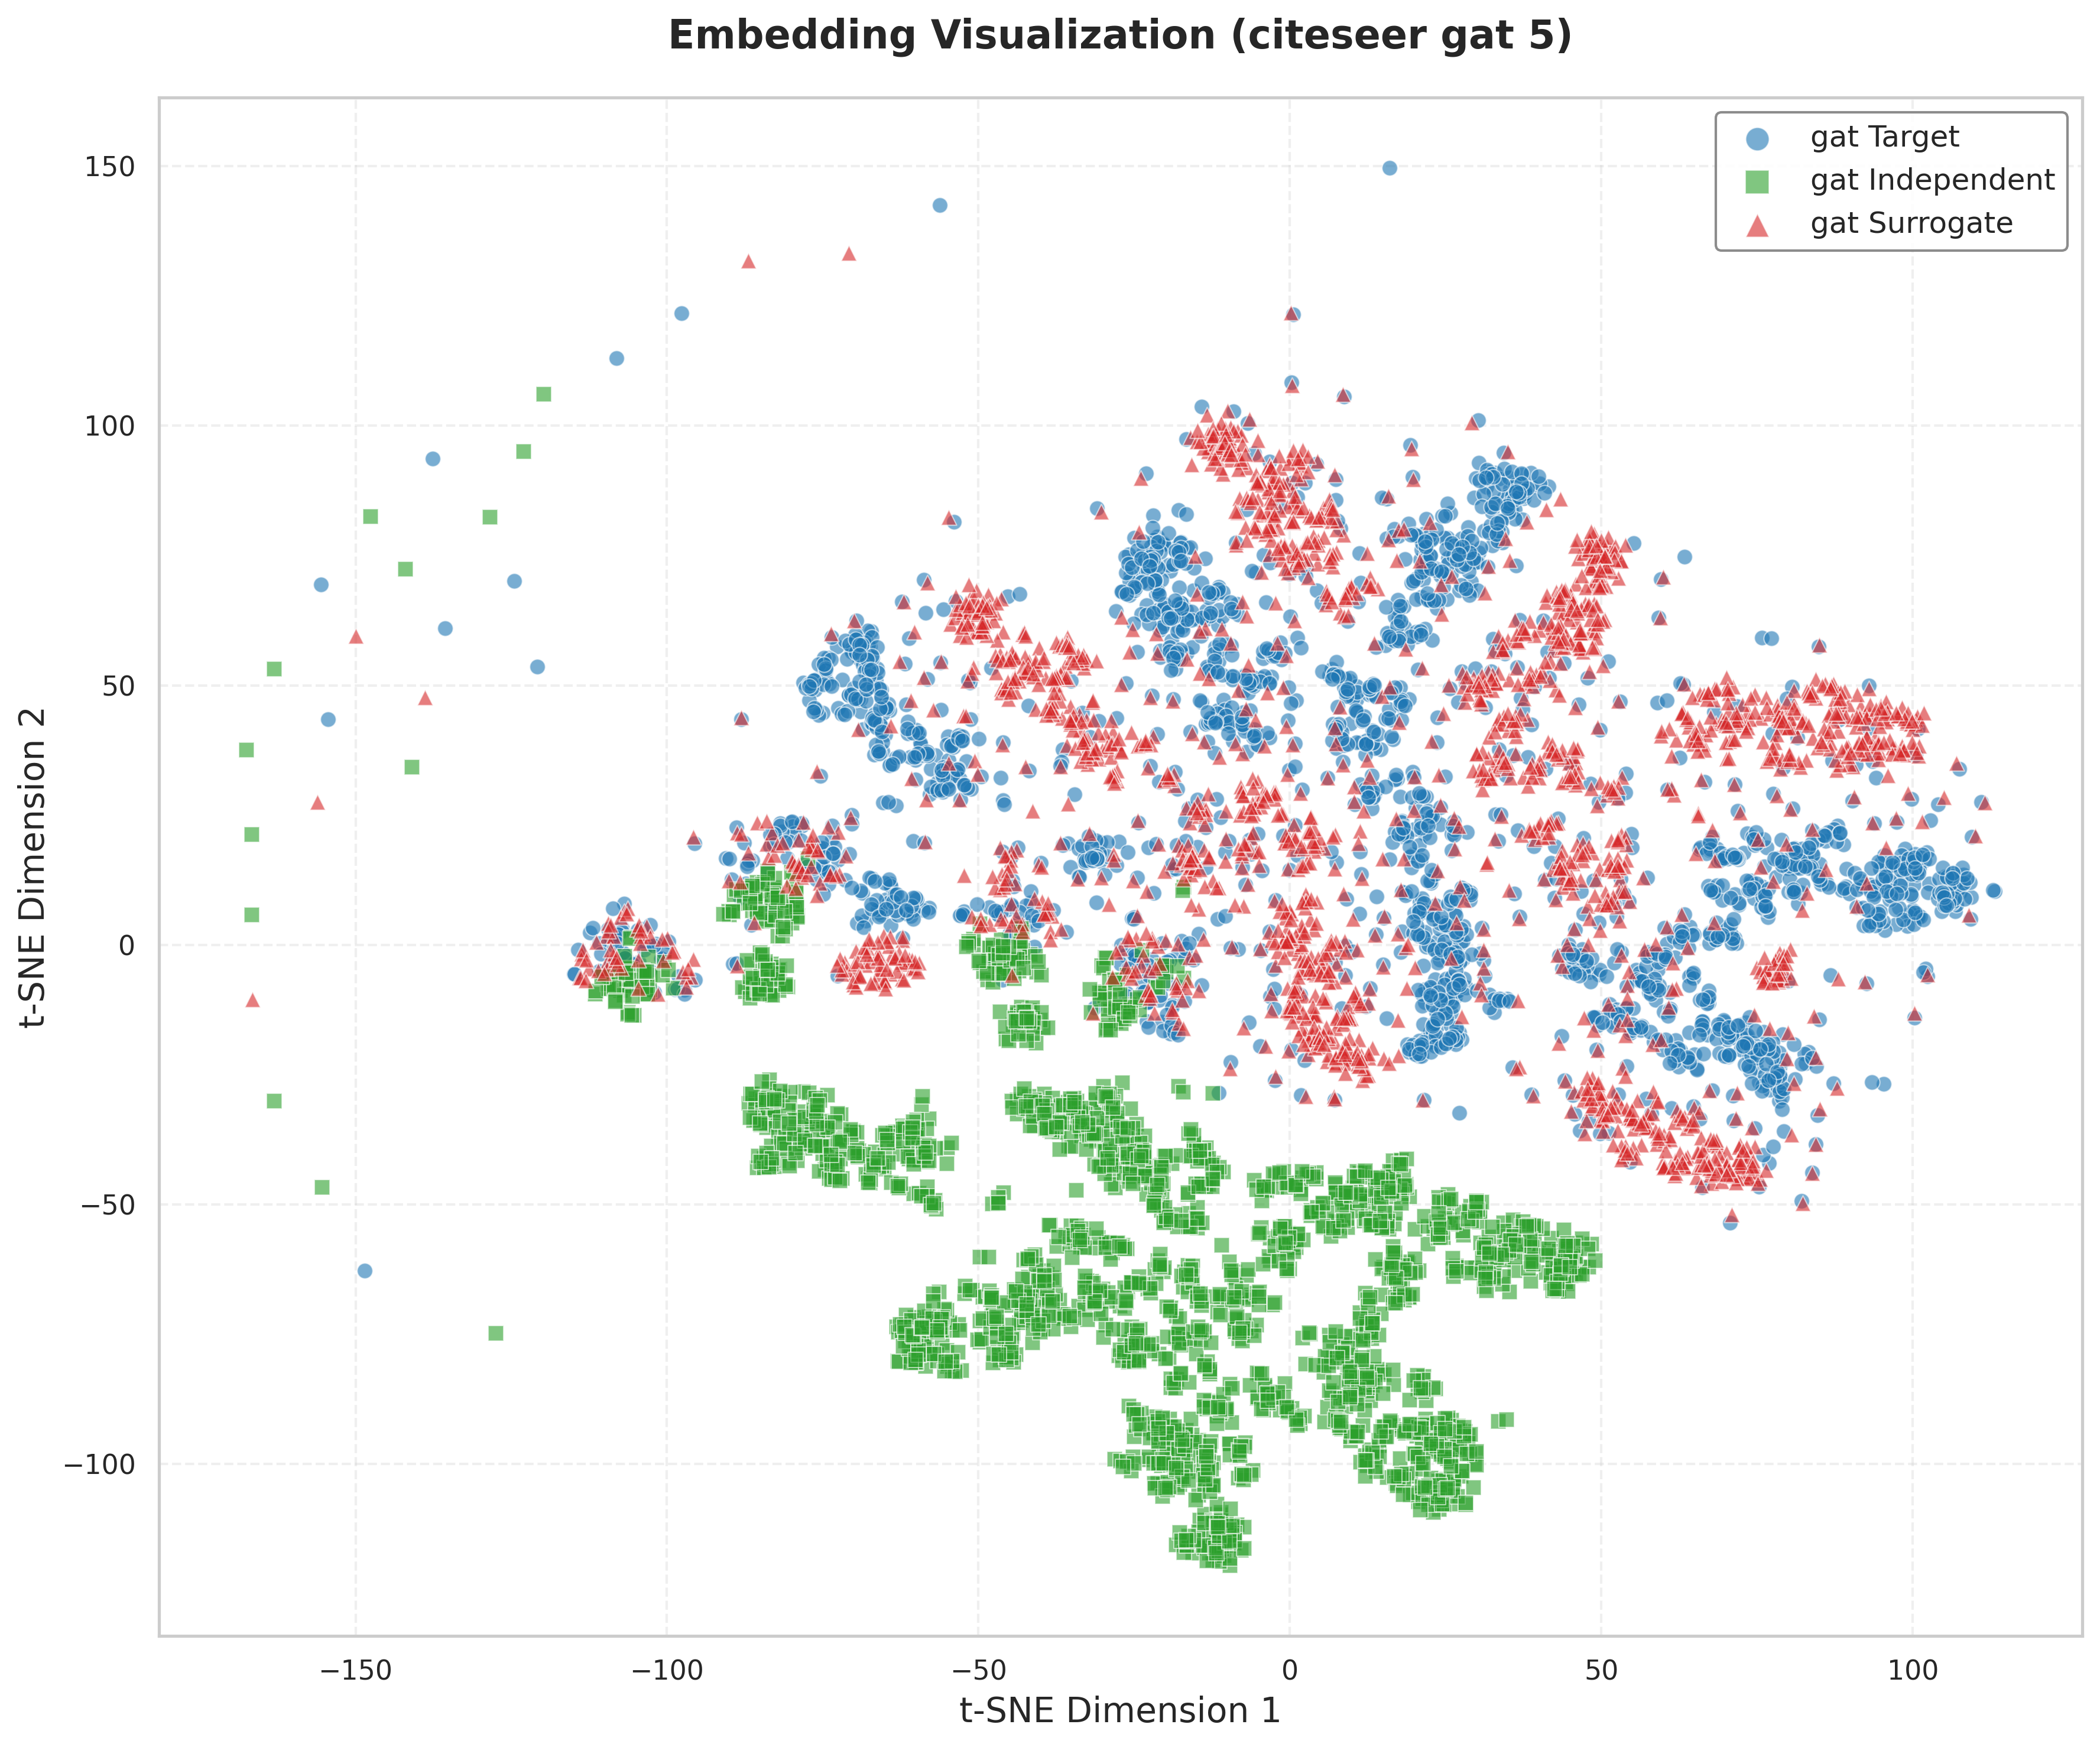 Embedding Visualization (citeseer gat 5)
gat Target
gat Independent
gat Surrogate
150
100
50
0
−50
−100
t-SNE Dimension 2
−150
−100
−50
0
50
100
t-SNE Dimension 1